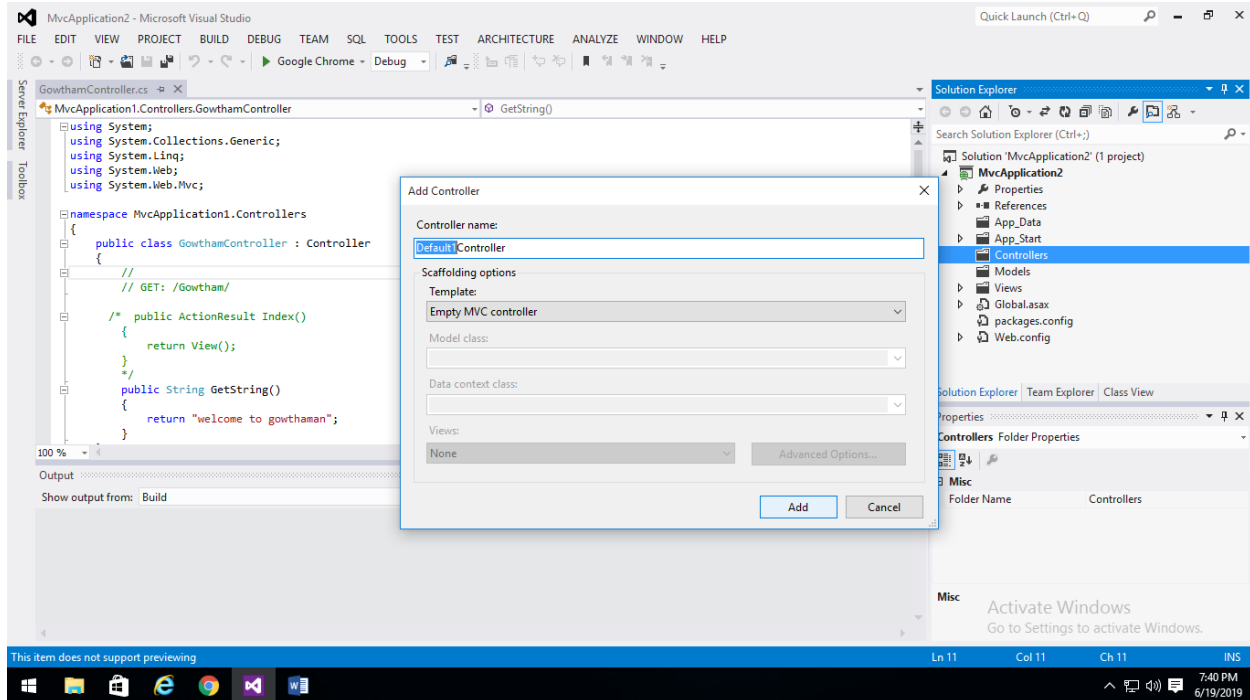 MvcApplication2 - Microsoft Visual Studio
Quick Launch (Ctrl+Q)
FILE EDIT VIEW PROJECT BUILD DEBUG TEAM SQL TOOLS TEST ARCHITECTURE ANALYZE WINDOW HELP
Google Chrome Debug
Server Explorer
Toolbox
GowthamController.cs
MvcApplication1.Controllers.GowthamController
GetString()
using System;
using System.Collections.Generic;
using System.Linq;
using System.Web;
using System.Web.Mvc;
namespace MvcApplication1.Controllers
{
public class GowthamController : Controller
{
//
// GET: /Gowtham/
/* public ActionResult Index()
{
return View();
}
*/
public String GetString()
{
return "welcome to gowthaman";
}
100 %
Output
Show output from: Build
Add Controller
Controller name:
Default1Controller
Scaffolding options
Template:
Empty MVC controller
Model class:
Data context class:
Views:
None
Advanced Options...
Add Cancel
Solution Explorer
Search Solution Explorer (Ctrl+;)
Solution 'MvcApplication2' (1 project)
MvcApplication2
Properties
References
App_Data
App_Start
Controllers
Models
Views
Global.asax
packages.config
Web.config
Solution Explorer Team Explorer Class View
Properties
Controllers Folder Properties
Misc
Folder Name Controllers
Misc
Activate Windows
Go to Settings to activate Windows.
This item does not support previewing
Ln 11 Col 11 Ch 11 INS
7:40 PM
6/19/2019